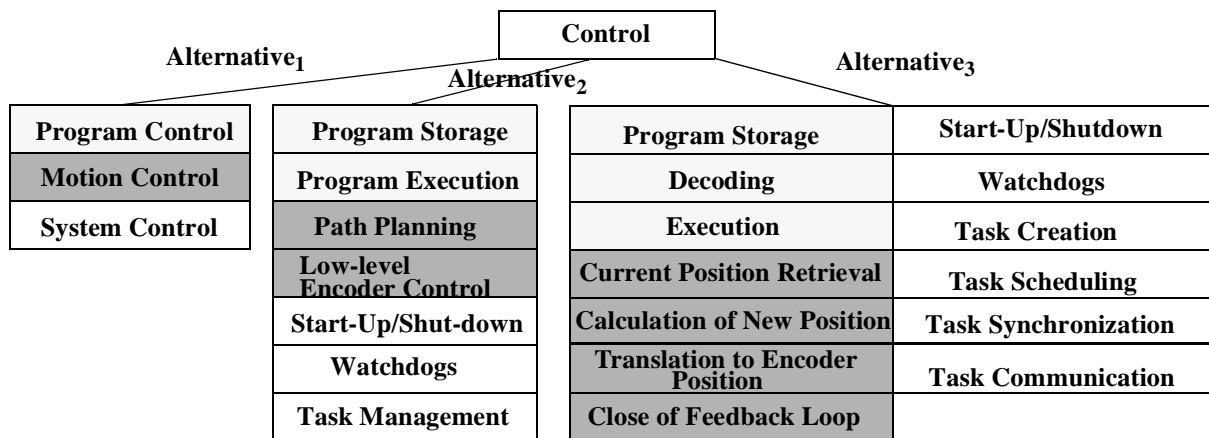 Control
Alternative1
Alternative2
Alternative3
Program Control
Motion Control
System Control
Program Storage
Program Execution
Path Planning
Low-level
Encoder Control
Start-Up/Shut-down
Watchdogs
Task Management
Program Storage
Decoding
Execution
Current Position Retrieval
Calculation of New Position
Translation to Encoder
Position
Close of Feedback Loop
Start-Up/Shutdown
Watchdogs
Task Creation
Task Scheduling
Task Synchronization
Task Communication